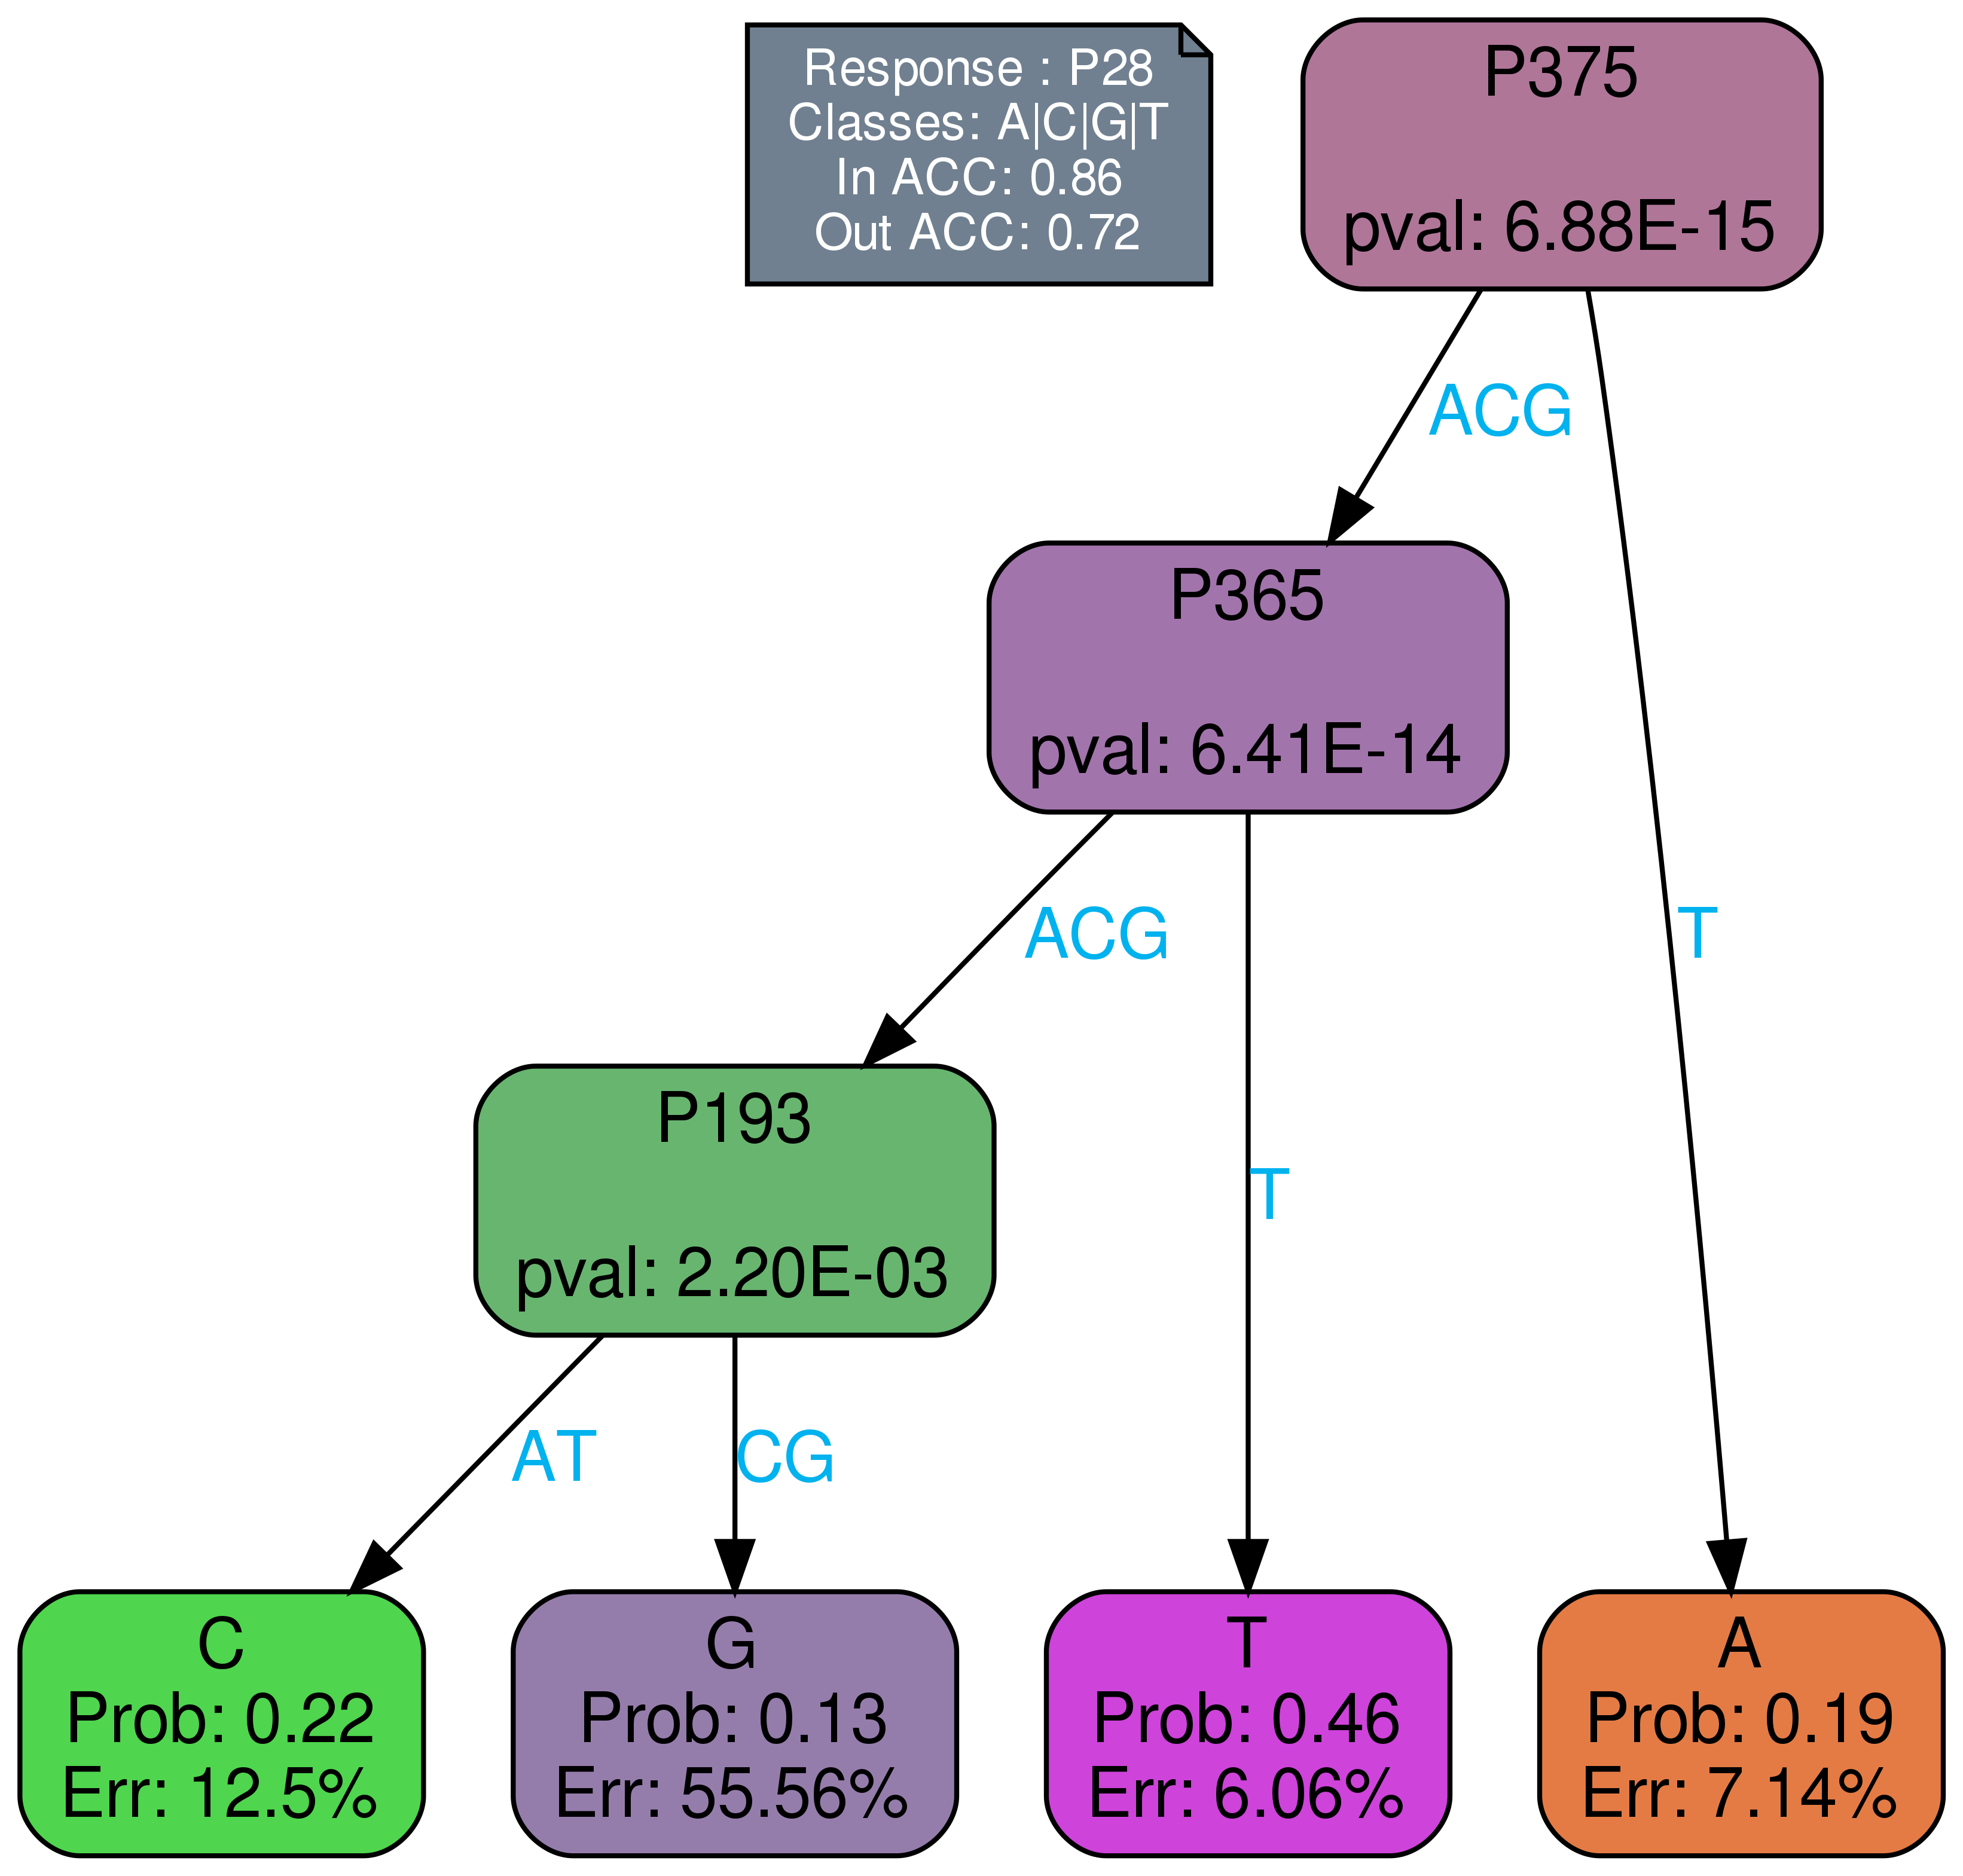 Response : P28
Classes: A|C|G|T
In ACC: 0.86
Out ACC: 0.72
P375
pval: 6.88E-15
ACG
P365
pval: 6.41E-14
ACG
T
P193
pval: 2.20E-03
T
AT
CG
C
Prob: 0.22
Err: 12.5%
G
Prob: 0.13
Err: 55.56%
T
Prob: 0.46
Err: 6.06%
A
Prob: 0.19
Err: 7.14%